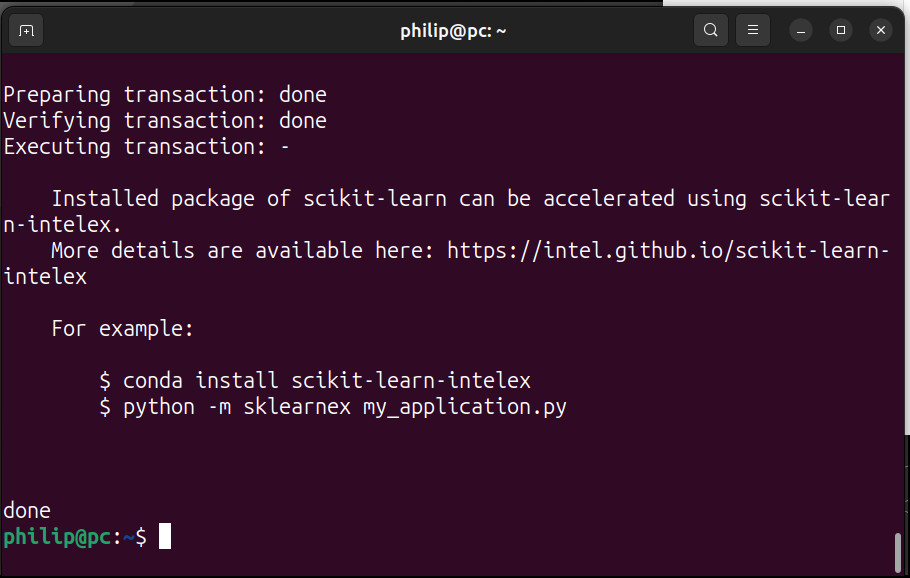 philip@pc: ~
Preparing transaction: done
Verifying transaction: done
Executing transaction: -
Installed package of scikit-learn can be accelerated using scikit-lear
n-intelex.
More details are available here: https://intel.github.io/scikit-learn-
intelex
For example:
$ conda install scikit-learn-intelex
$ python -m sklearnex my_application.py
done
philip@pc:~$